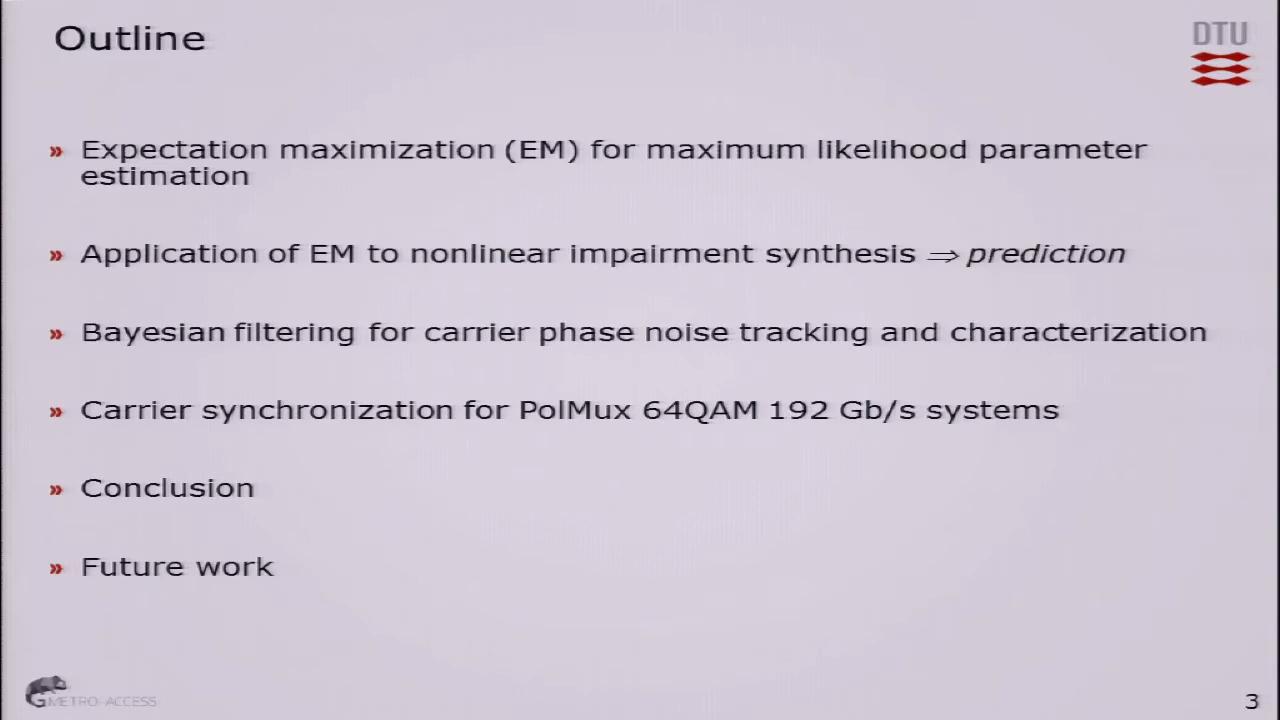 Outline
DTU
» Expectation maximization (EM) for maximum likelihood parameter
estimation
» Application of EM to nonlinear impairment synthesis ⇒ prediction
» Bayesian filtering for carrier phase noise tracking and characterization
» Carrier synchronization for PolMux 64QAM 192 Gb/s systems
» Conclusion
» Future work
METRO-ACCESS
3